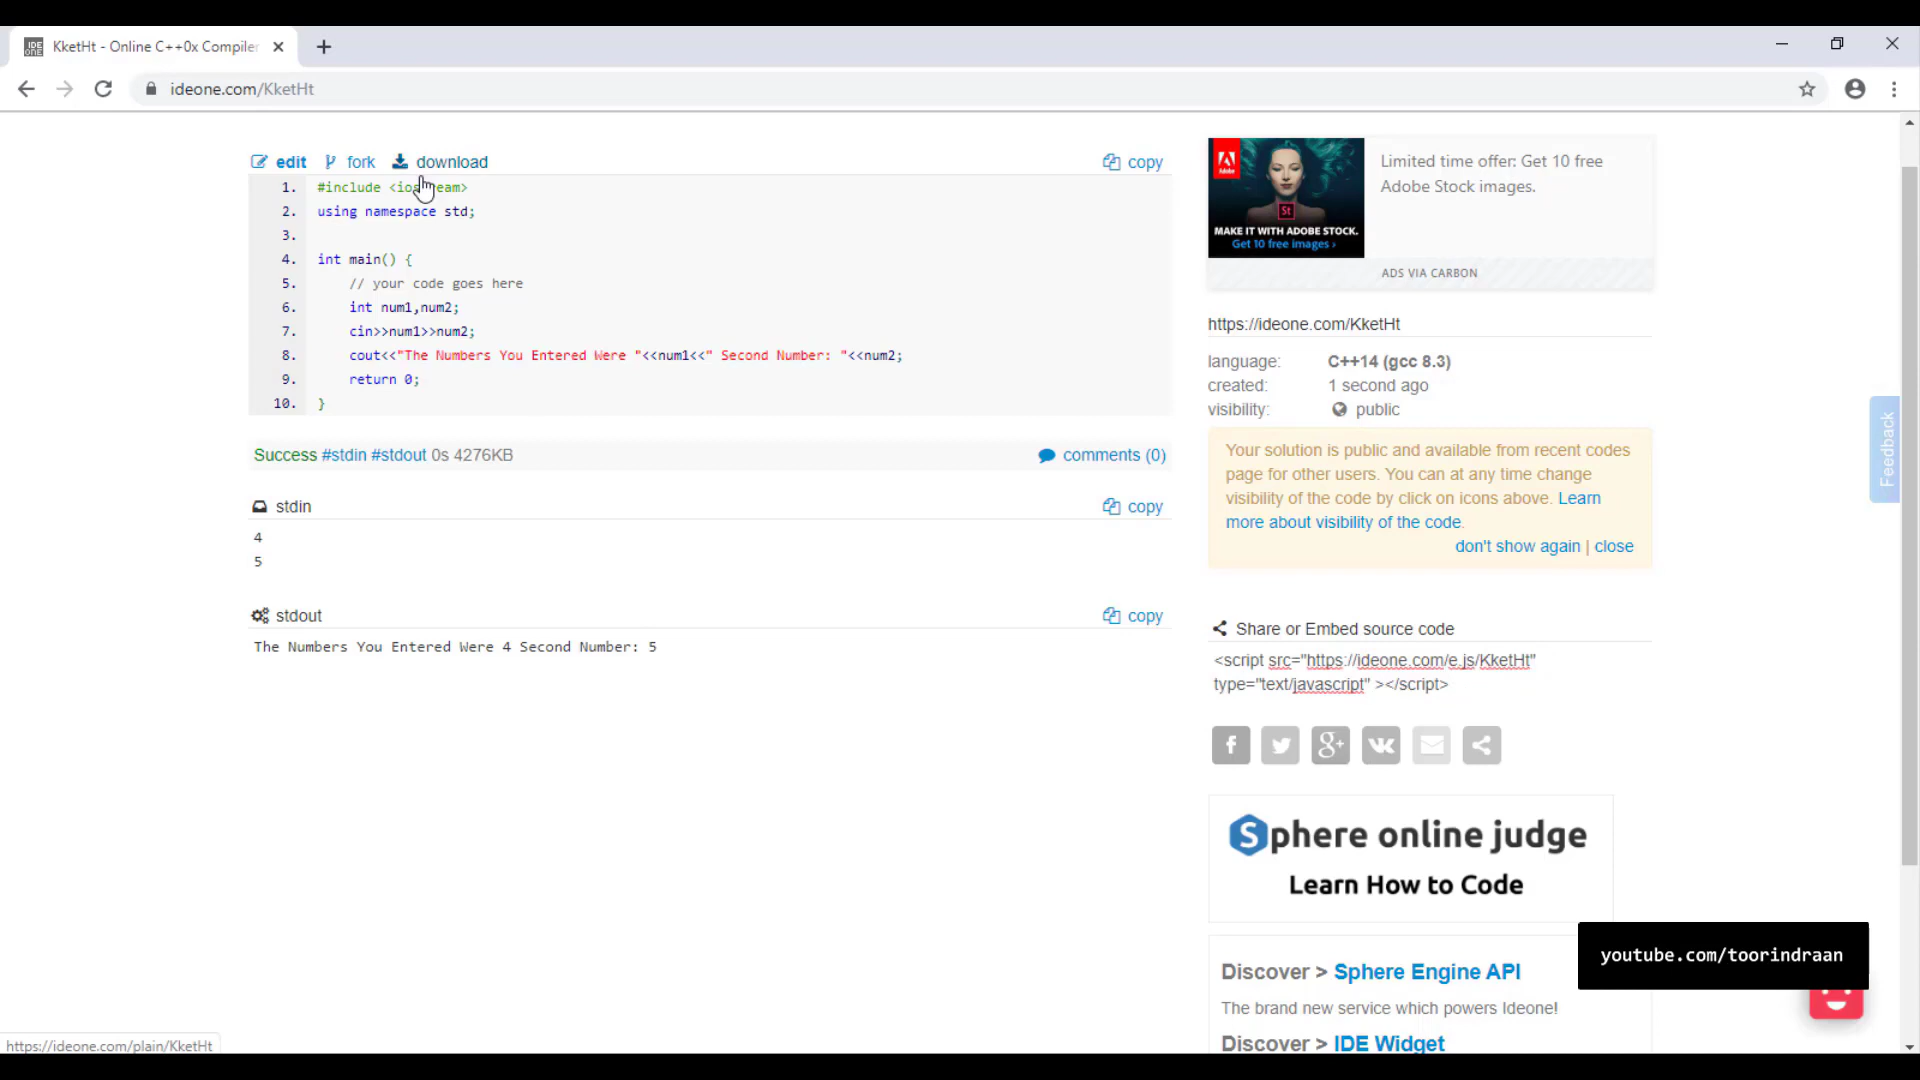 KketHt - Online C++0x Compiler
ideone.com/KketHt
edit fork download copy
1. #include <iostream>
2. using namespace std;
3.
4. int main() {
5. // your code goes here
6. int num1,num2;
7. cin>>num1>>num2;
8. cout<<"The Numbers You Entered Were "<<num1<<" Second Number: "<<num2;
9. return 0;
10. }
Success #stdin #stdout 0s 4276KB comments (0)
stdin copy
4
5
stdout copy
The Numbers You Entered Were 4 Second Number: 5
St
MAKE IT WITH ADOBE STOCK.
Get 10 free images ›
Limited time offer: Get 10 free
Adobe Stock images.
ADS VIA CARBON
https://ideone.com/KketHt
language: C++14 (gcc 8.3)
created: 1 second ago
visibility: public
Your solution is public and available from recent codes
page for other users. You can at any time change
visibility of the code by click on icons above. Learn
more about visibility of the code.
don't show again | close
Share or Embed source code
<script src="https://ideone.com/e.js/KketHt"
type="text/javascript" ></script>
Sphere online judge
Learn How to Code
Discover > Sphere Engine API
The brand new service which powers Ideone!
Discover > IDE Widget
Feedback
youtube.com/toorindraan
https://ideone.com/plain/KketHt